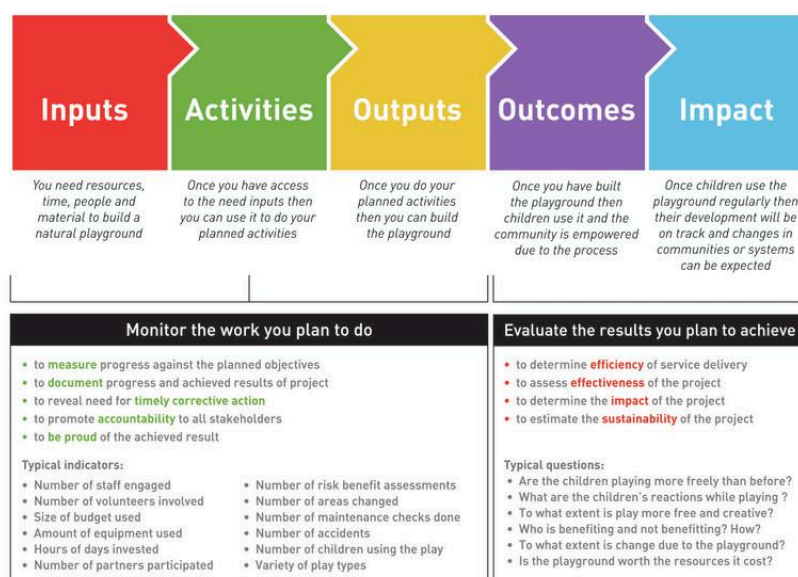 Inputs
Activities
Outputs
Outcomes
Impact
You need resources,
time, people and
material to build a
natural playground
Once you have access
to the need inputs then
you can use it to do your
planned activities
Once you do your
planned activities
then you can build
the playground
Once you have built
the playground then
children use it and the
community is empowered
due to the process
Once children use the
playground regularly then
their development will be
on track and changes in
communities or systems
can be expected
Monitor the work you plan to do
• to measure progress against the planned objectives
• to document progress and achieved results of project
• to reveal need for timely corrective action
• to promote accountability to all stakeholders
• to be proud of the achieved result
Typical indicators:
• Number of staff engaged
• Number of volunteers involved
• Size of budget used
• Amount of equipment used
• Hours of days invested
• Number of partners participated
• Number of risk benefit assessments
• Number of areas changed
• Number of maintenance checks done
• Number of accidents
• Number of children using the play
• Variety of play types
Evaluate the results you plan to achieve
• to determine efficiency of service delivery
• to assess effectiveness of the project
• to determine the impact of the project
• to estimate the sustainability of the project
Typical questions:
• Are the children playing more freely than before?
• What are the children's reactions while playing ?
• To what extent is play more free and creative?
• Who is benefiting and not benefitting? How?
• To what extent is change due to the playground?
• Is the playground worth the resources it cost?